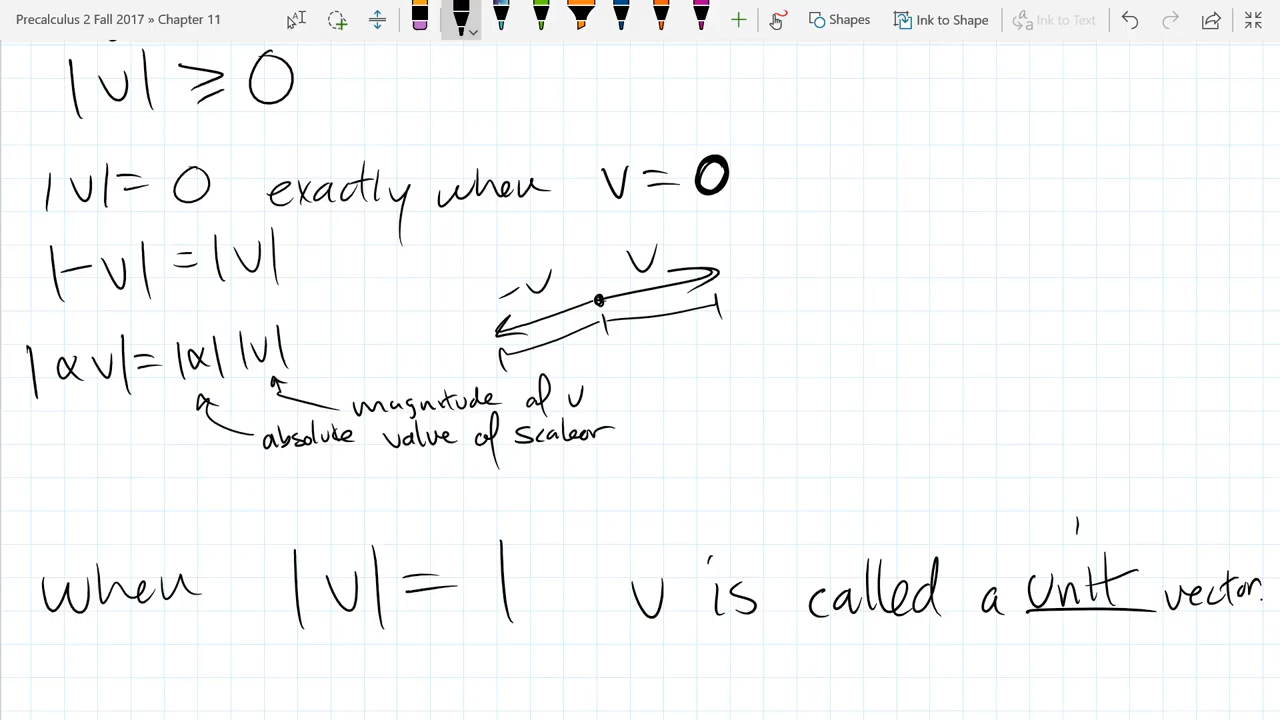 Precalculus 2 Fall 2017 » Chapter 11
Shapes
Ink to Shape
Ink to Text
|v| ≥ 0
|v| = 0 exactly when v = 0
|-v| = |v|
-v v
|αv| = |α| |v|
magnitude of v
absolute value of scaleor
when |v| = 1 v is called a unit vector.